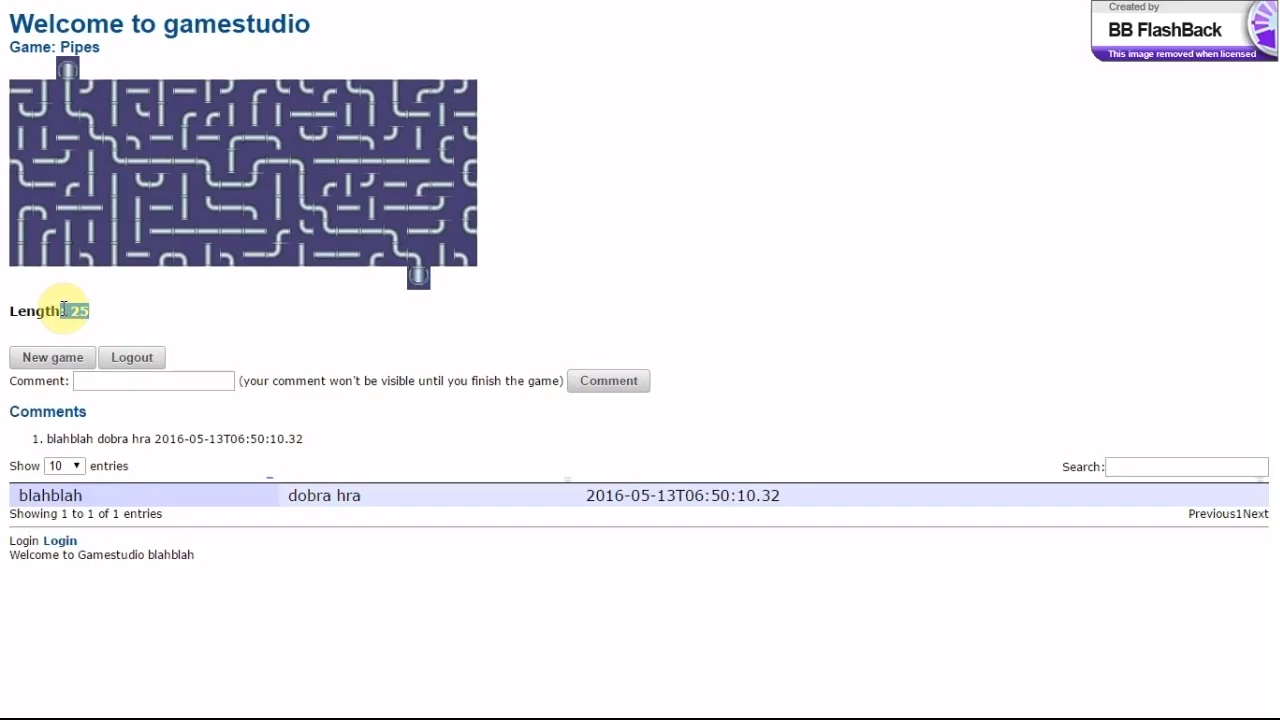 Welcome to gamestudio
Game: Pipes
Created by
BB FlashBack
This image removed when licensed
Length: 25
New game Logout
Comment: (your comment won't be visible until you finish the game) Comment
Comments
1. blahblah dobra hra 2016-05-13T06:50:10.32
Show 10 entries Search:
blahblah dobra hra 2016-05-13T06:50:10.32
Showing 1 to 1 of 1 entries Previous1Next
Login Login
Welcome to Gamestudio blahblah